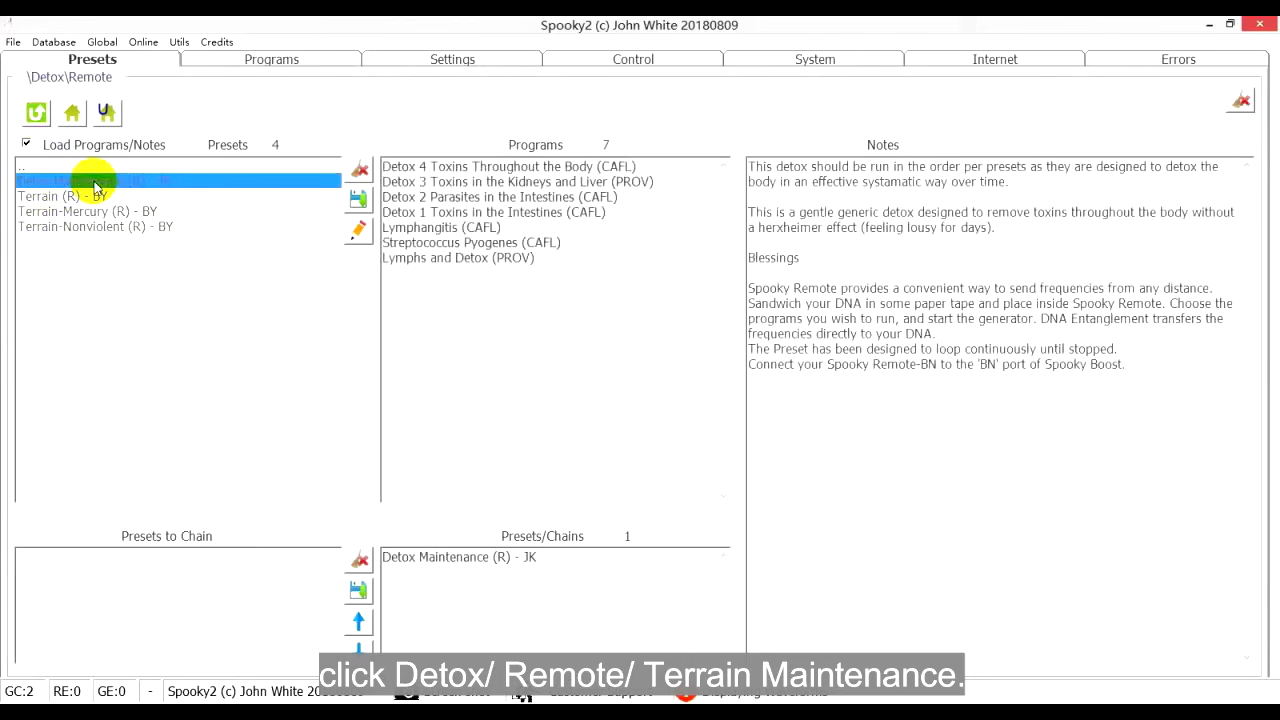 Spooky2 (c) John White 20180809
File Database Global Online Utils Credits
Presets Programs Settings Control System Internet Errors
\Detox\Remote
Load Programs/Notes Presets 4 Programs 7 Notes
..
Terrain (R) - BY
Terrain-Mercury (R) - BY
Terrain-Nonviolent (R) - BY
Detox 4 Toxins Throughout the Body (CAFL)
Detox 3 Toxins in the Kidneys and Liver (PROV)
Detox 2 Parasites in the Intestines (CAFL)
Detox 1 Toxins in the Intestines (CAFL)
Lymphangitis (CAFL)
Streptococcus Pyogenes (CAFL)
Lymphs and Detox (PROV)
This detox should be run in the order per presets as they are designed to detox the
body in an effective systematic way over time.
This is a gentle generic detox designed to remove toxins throughout the body without
a herxheimer effect (feeling lousy for days).
Blessings
Spooky Remote provides a convenient way to send frequencies from any distance.
Sandwich your DNA in some paper tape and place inside Spooky Remote. Choose the
programs you wish to run, and start the generator. DNA Entanglement transfers the
frequencies directly to your DNA.
The Preset has been designed to loop continuously until stopped.
Connect your Spooky Remote-BN to the 'BN' port of Spooky Boost.
Presets to Chain Presets/Chains 1
Detox Maintenance (R) - JK
click Detox/ Remote/ Terrain Maintenance.
GC:2 RE:0 GE:0 - Spooky2 (c) John White